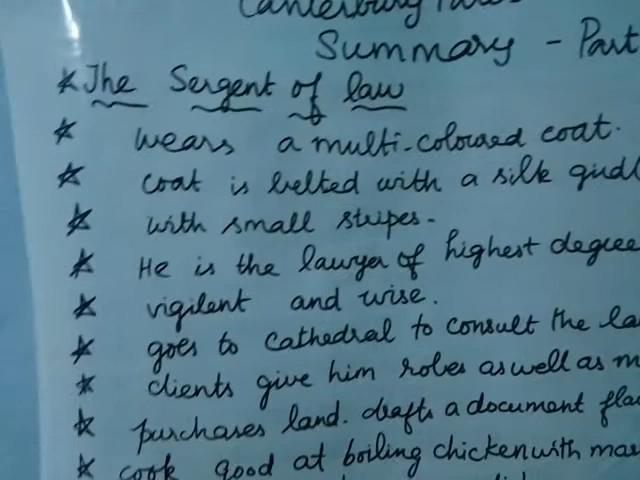 Canterbury
Summary - Part
* The Sergent of law
* wears a multi-coloured coat.
* coat is belted with a silk
* with small stripes.
* He is the lawyer of highest degree
* vigilent and wise.
* goes to cathedral to consult the
* clients give him robes as well as
* purchases land. drafts a document
* cook good at boiling chicken with